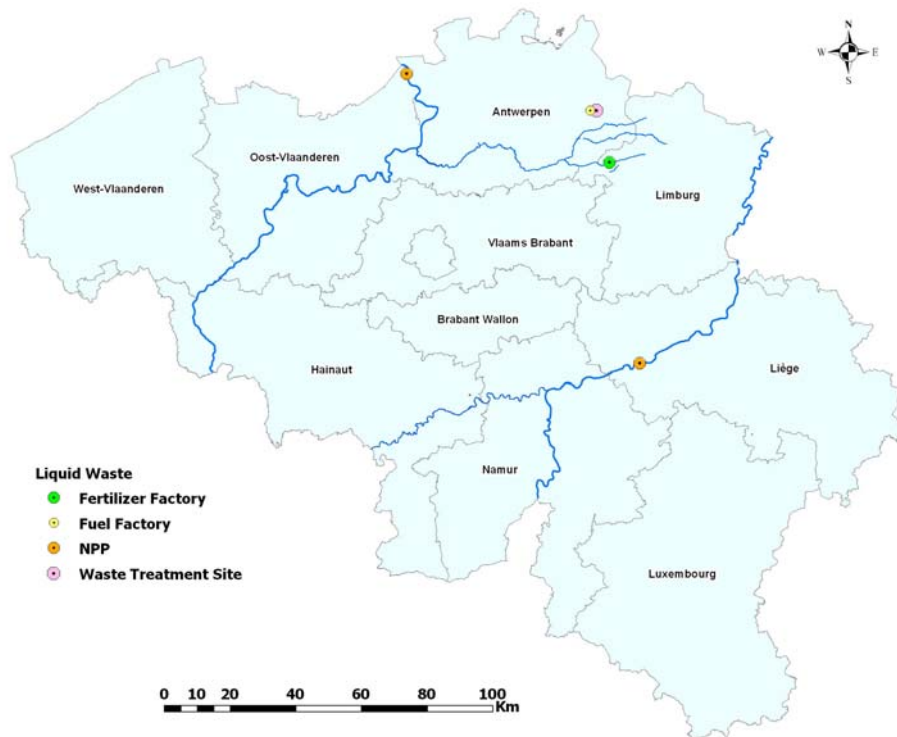 N
W E
S
Antwerpen
Oost-Vlaanderen
West-Vlaanderen
Limburg
Vlaams Brabant
Brabant Wallon
Hainaut
Liège
Namur
Luxembourg
Liquid Waste
Fertilizer Factory
Fuel Factory
NPP
Waste Treatment Site
0 10 20 40 60 80 100
Km